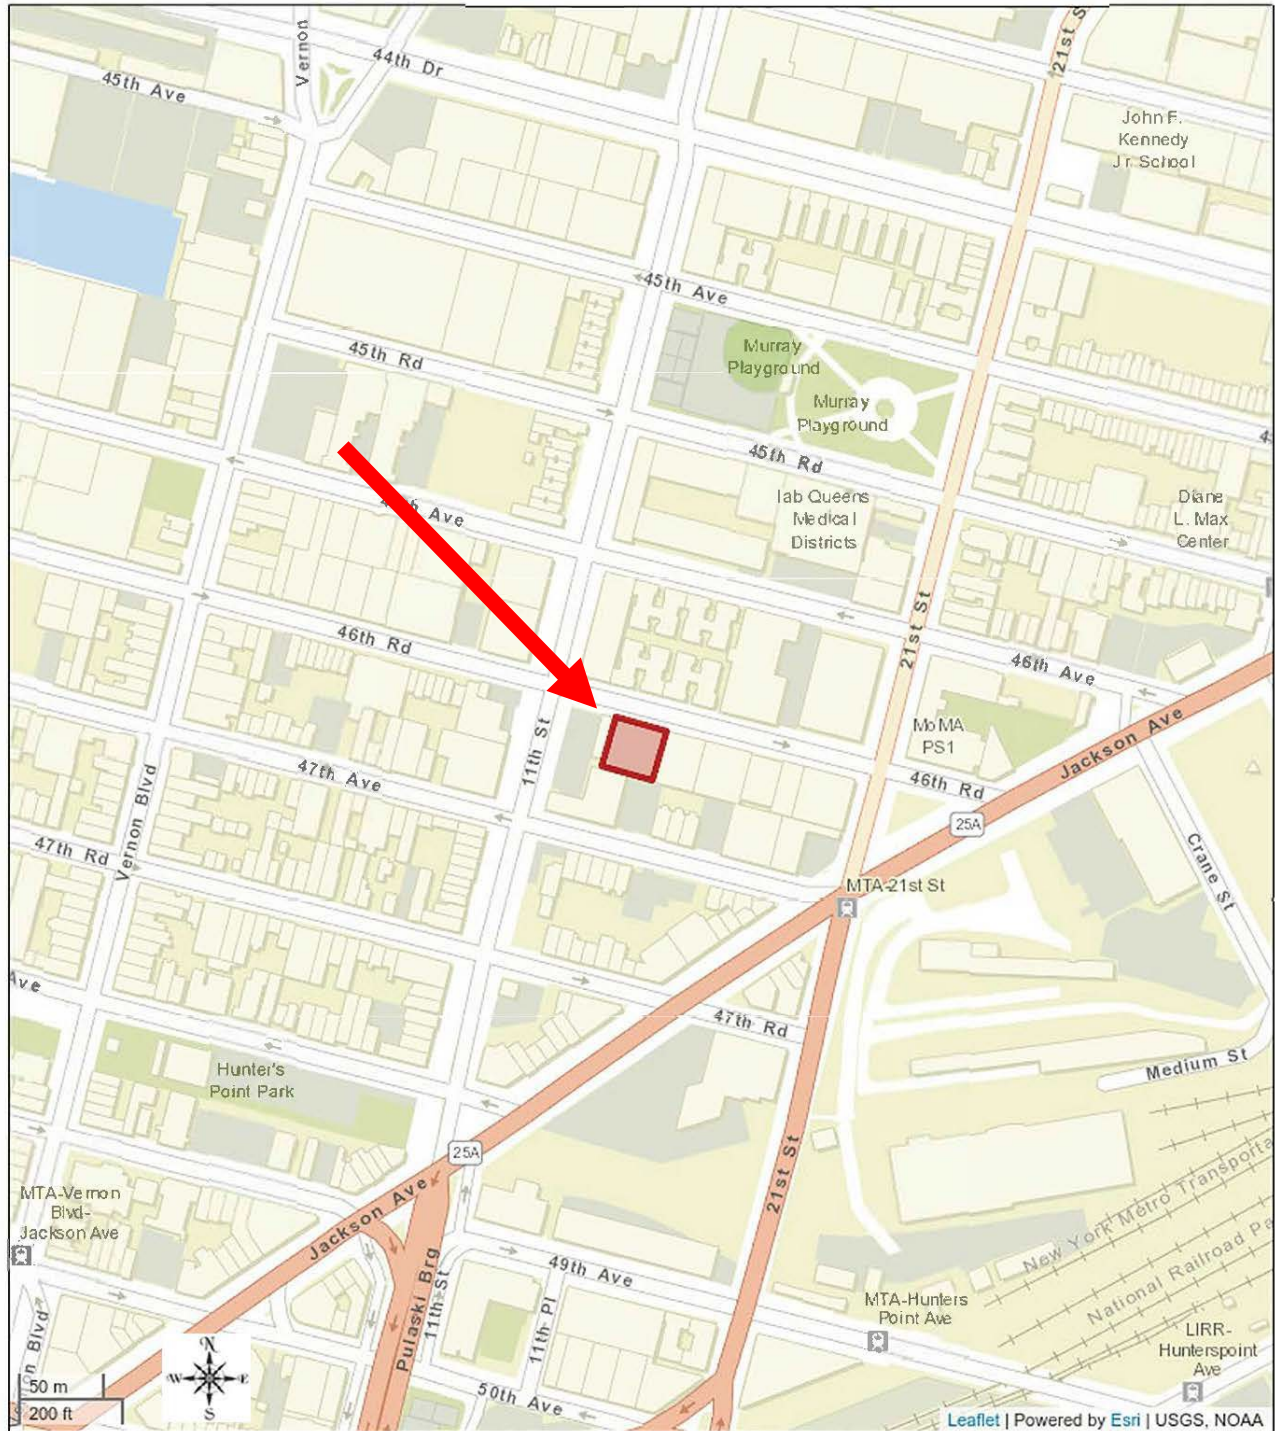 Vernon
44th Dr
21st S
45th Ave
John F.
Kennedy
Jr. School
45th Ave
45th Rd
Murray
Playground
Murray
Playground
45th Rd
lab Queens
Medical
Districts
Diane
L. Max
Center
Ave
46th Rd
21st St
46th Ave
11th St
MoMA
PS1
Jackson Ave
47th Ave
46th Rd
25A
Vernon Blvd
47th Rd
Crane St
MTA-21st St
Ave
47th Rd
Hunter's
Point Park
Medium St
25A
21st St
MTA-Vernon
Blvd-
Jackson Ave
Jackson Ave
New York Metro Transporta
49th Ave
National Railroad Pa
Pulaski Brg
11th St
11th Pl
MTA-Hunters
Point Ave
LIRR-
Hunterspoint
Ave
on Blvd
N
W E
S
50 m
200 ft
50th Ave
Leaflet | Powered by Esri | USGS, NOAA